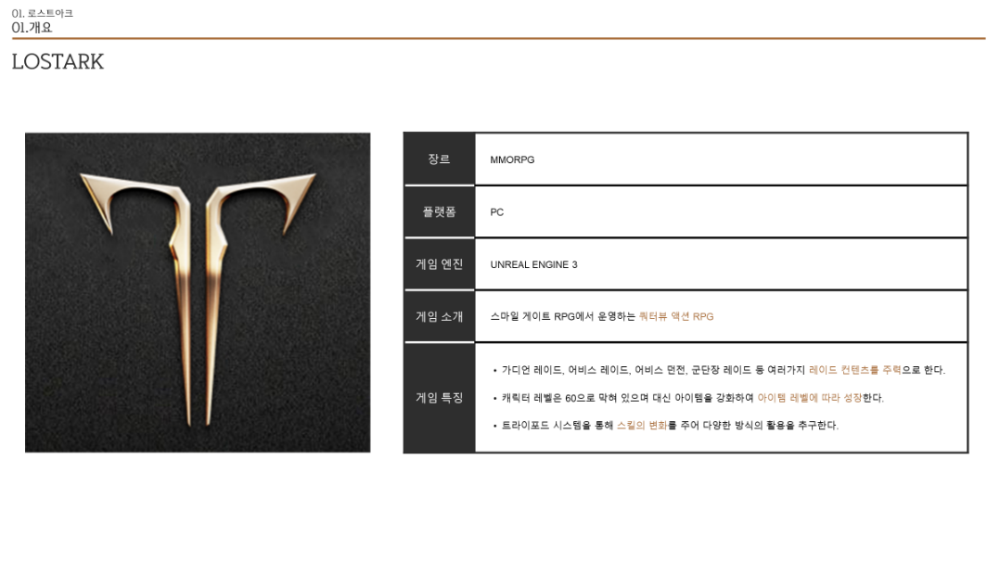 01. 로스트아크
01.개요
LOSTARK
장르
MMORPG
플랫폼
PC
게임 엔진
UNREAL ENGINE 3
게임 소개
스마일 게이트 RPG에서 운영하는 쿼터뷰 액션 RPG
게임 특징
• 가디언 레이드, 어비스 레이드, 어비스 던전, 군단장 레이드 등 여러가지 레이드 컨텐츠를 주력으로 한다.
• 캐릭터 레벨은 60으로 막혀 있으며 대신 아이템을 강화하여 아이템 레벨에 따라 성장한다.
• 트라이포드 시스템을 통해 스킬의 변화를 주어 다양한 방식의 활용을 추구한다.